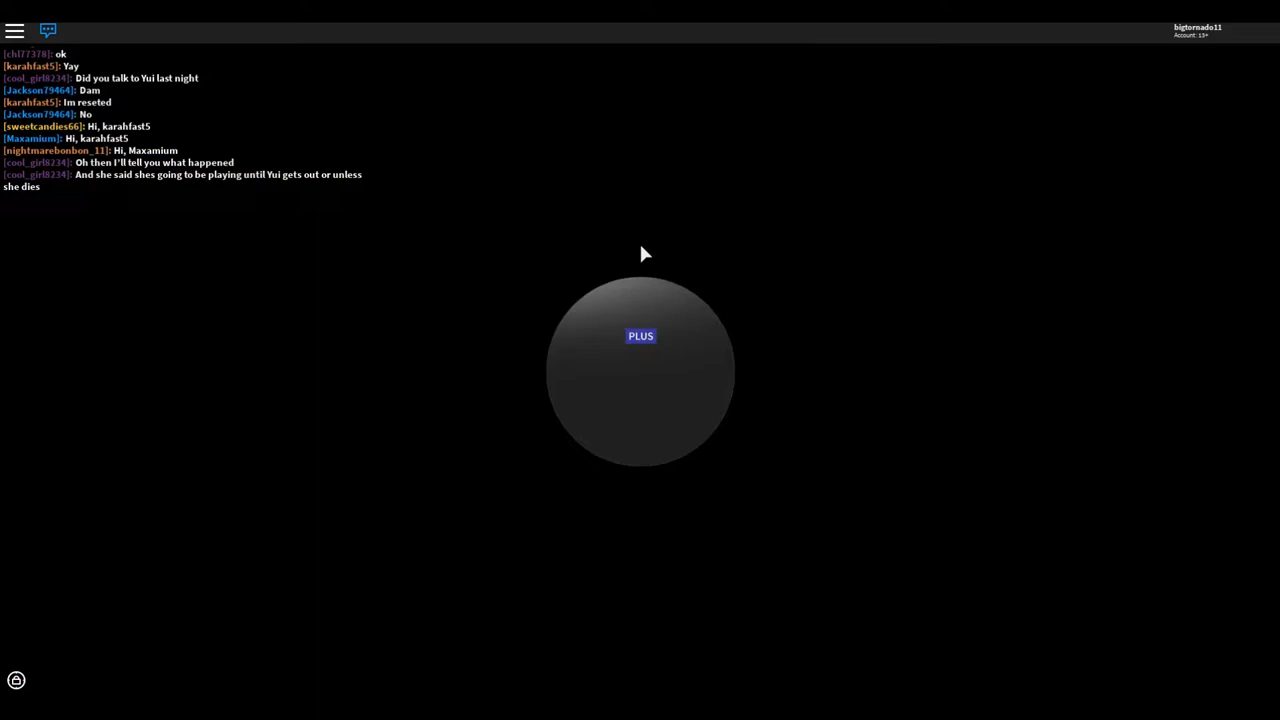 bigtornado11
Account: 13+
[chl77378]: ok
[karahfast5]: Yay
[cool_girl8234]: Did you talk to Yui last night
[Jackson79464]: Dam
[karahfast5]: Im reseted
[Jackson79464]: No
[sweetcandies66]: Hi, karahfast5
[Maxamium]: Hi, karahfast5
[nightmarebonbon_11]: Hi, Maxamium
[cool_girl8234]: Oh then I'll tell you what happened
[cool_girl8234]: And she said shes going to be playing until Yui gets out or unless
she dies
PLUS